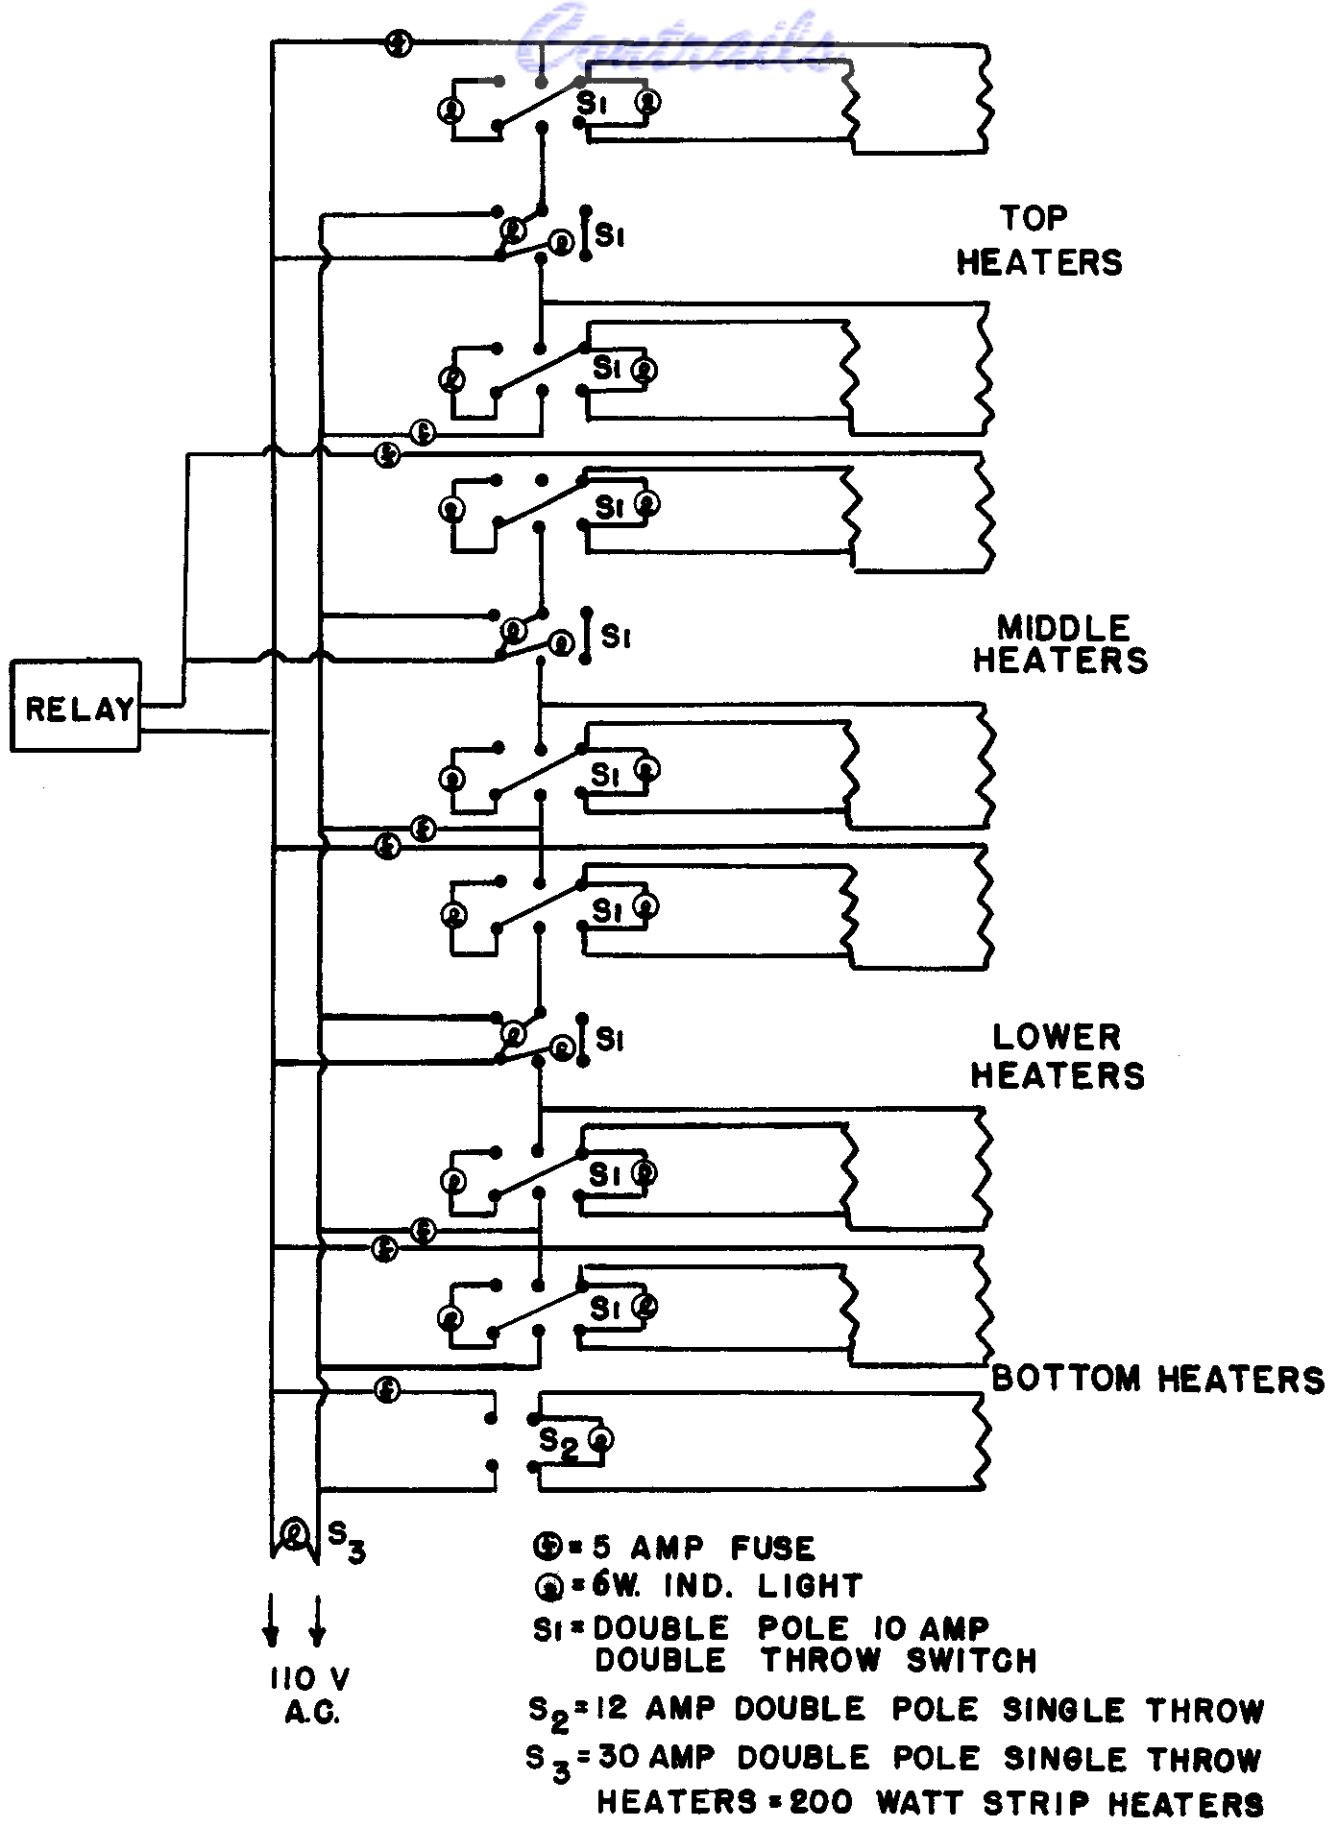 Contrails
S1
S1
TOP
HEATERS
S1
S1
S1
MIDDLE
HEATERS
RELAY
S1
S1
S1
LOWER
HEATERS
S1
S1
BOTTOM HEATERS
S2
S3
f = 5 AMP FUSE
l = 6W. IND. LIGHT
S1 = DOUBLE POLE 10 AMP
DOUBLE THROW SWITCH
110 V
A.C.
S2 = 12 AMP DOUBLE POLE SINGLE THROW
S3 = 30 AMP DOUBLE POLE SINGLE THROW
HEATERS = 200 WATT STRIP HEATERS